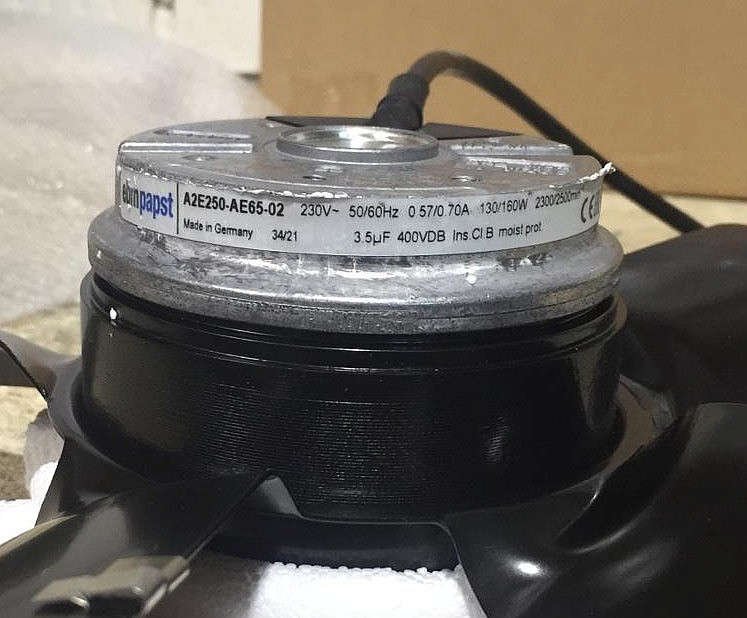 ebmpapst A2E250-AE65-02 230V~ 50/60Hz 0 57/0.70A 130/160W 2300/2500min CE
Made in Germany 34/21 3.5µF 400VDB Ins.Cl.B moist prot.